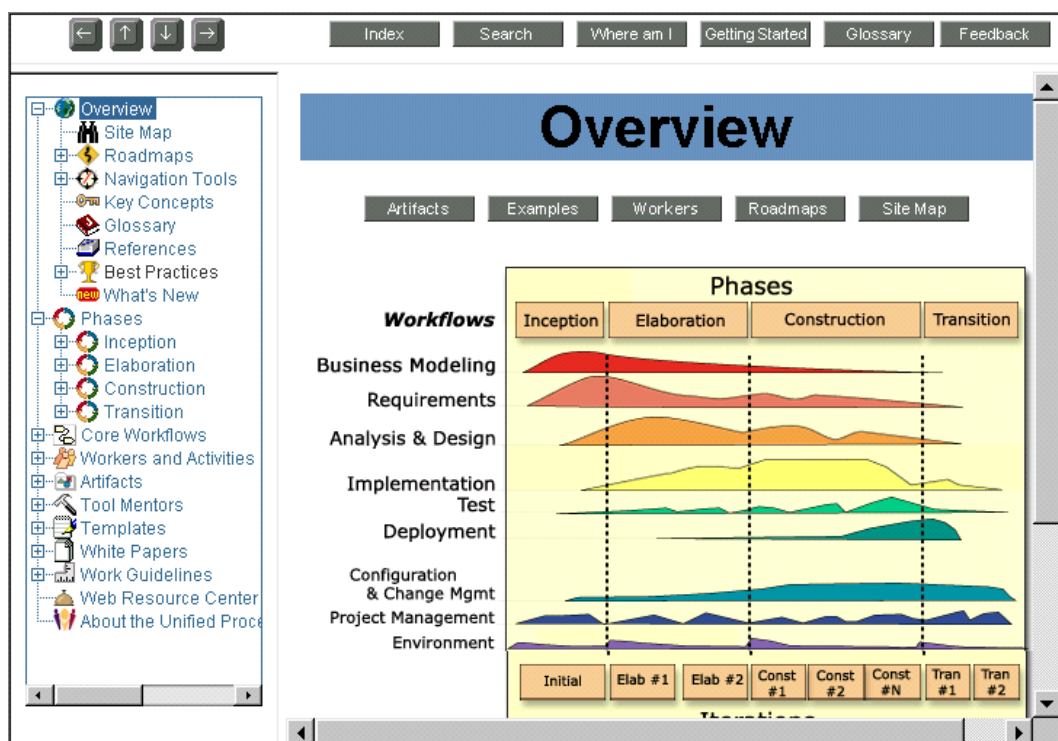 Index Search Where am I Getting Started Glossary Feedback
Overview
Site Map
Roadmaps
Navigation Tools
Key Concepts
Glossary
References
Best Practices
new What's New
Phases
Inception
Elaboration
Construction
Transition
Core Workflows
Workers and Activities
Artifacts
Tool Mentors
Templates
White Papers
Work Guidelines
Web Resource Center
About the Unified Proce
Overview
Artifacts Examples Workers Roadmaps Site Map
Phases
Workflows Inception Elaboration Construction Transition
Business Modeling
Requirements
Analysis & Design
Implementation
Test
Deployment
Configuration
& Change Mgmt
Project Management
Environment
Initial Elab #1 Elab #2 Const #1 Const #2 Const #N Tran #1 Tran #2
Iterations